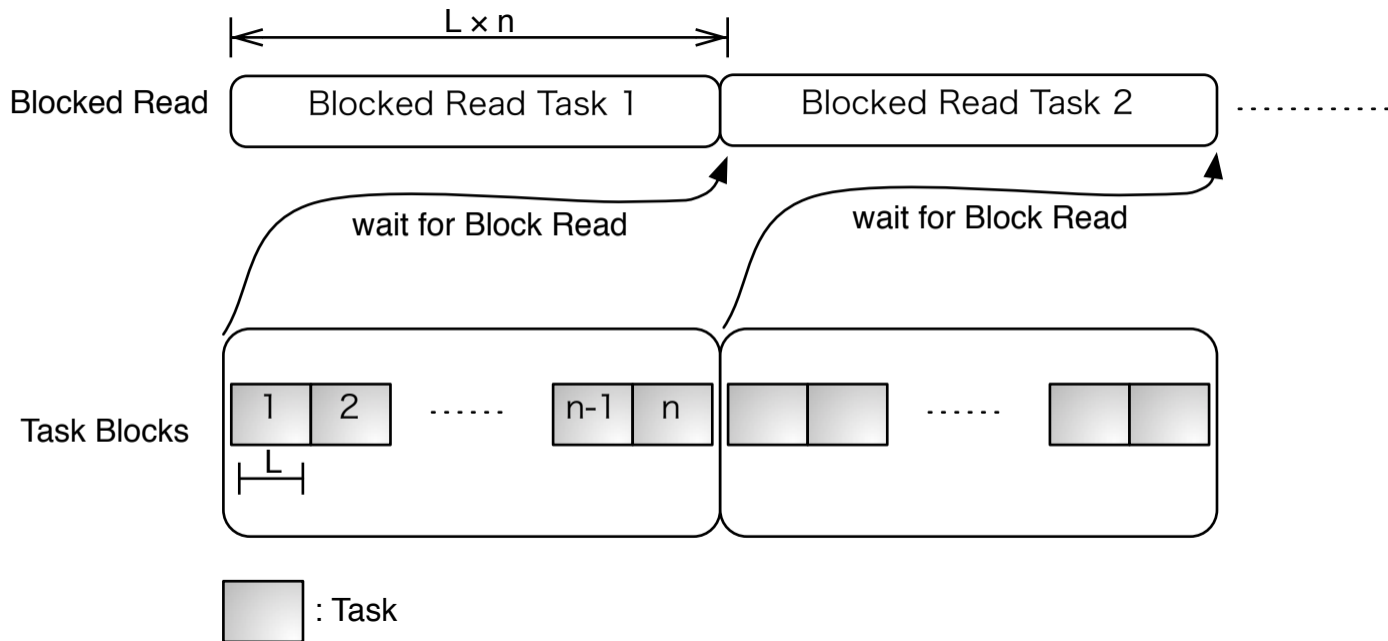 L × n
Blocked Read
Blocked Read Task 1
Blocked Read Task 2
wait for Block Read
wait for Block Read
Task Blocks
1
2
n-1
n
L
: Task